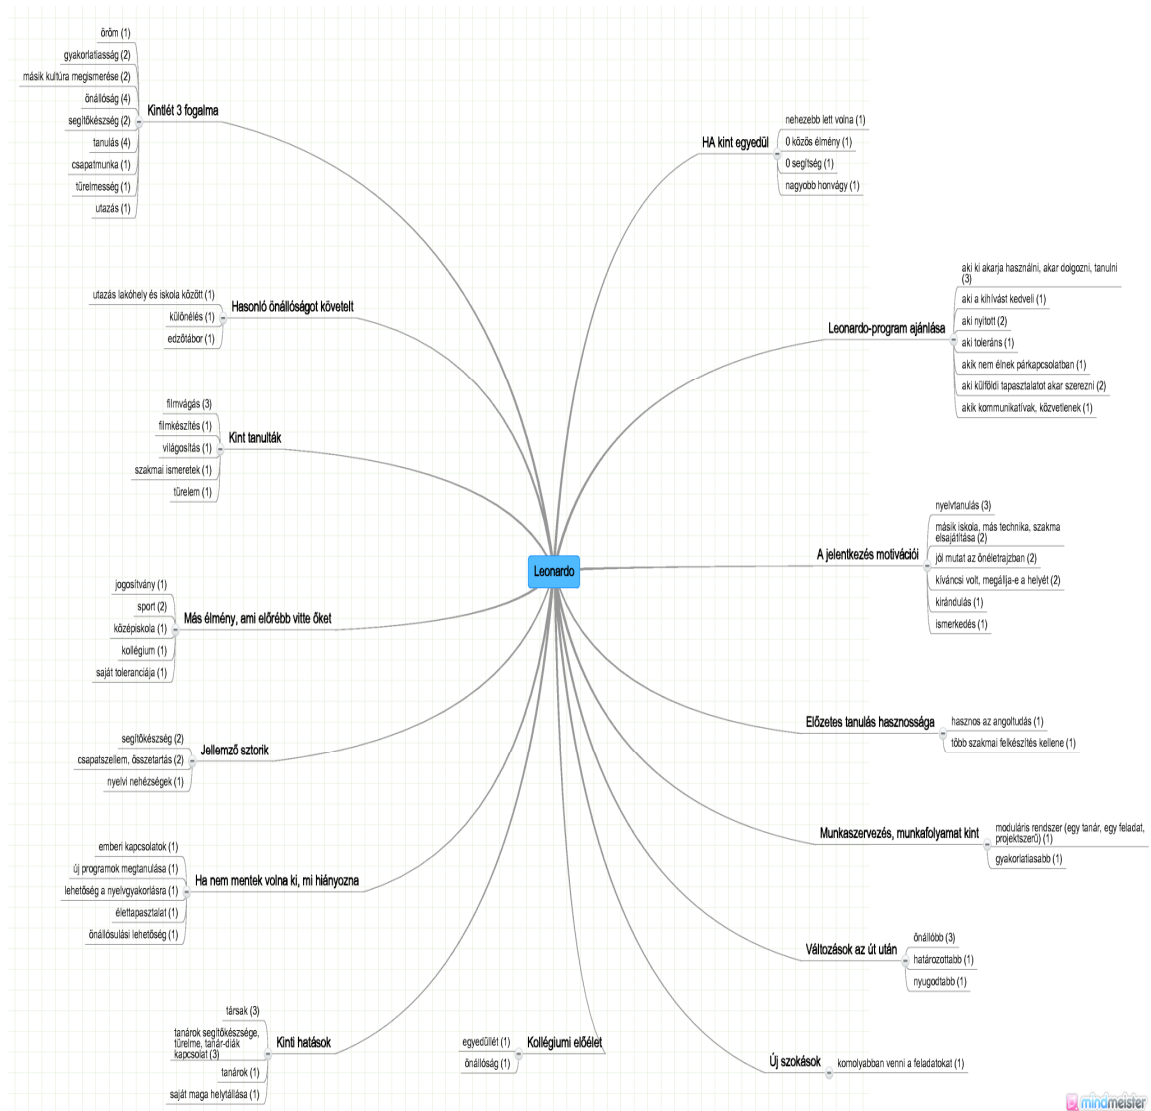 Leonardo
Kintlét 3 fogalma
öröm (1)
gyakorlatiasság (2)
másik kultúra megismerése (2)
önállóság (4)
segítőkészség (2)
tanulás (4)
csapatmunka (1)
türelmesség (1)
utazás (1)
Hasonló önállóságot követelt
utazás lakóhely és iskola között (1)
különélés (1)
edzőtábor (1)
Kint tanulták
filmvágás (3)
filmkészítés (1)
világosítás (1)
szakmai ismeretek (1)
türelem (1)
Más élmény, ami előrébb vitte őket
jogosítvány (1)
sport (2)
középiskola (1)
kollégium (1)
saját toleranciája (1)
Jellemző sztorik
segítőkészség (2)
csapatszellem, összetartás (2)
nyelvi nehézségek (1)
Ha nem mentek volna ki, mi hiányozna
emberi kapcsolatok (1)
új programok megtanulása (1)
lehetőség a nyelvgyakorlásra (1)
élettapasztalat (1)
önállósulási lehetőség (1)
Kinti hatások
társak (3)
tanárok segítőkészsége,
türelme, tanár-diák
kapcsolat (3)
tanárok (1)
saját maga helytállása (1)
Kollégiumi előélet
egyedüllét (1)
önállóság (1)
HA kint egyedül
nehezebb lett volna (1)
0 közös élmény (1)
0 segítség (1)
nagyobb honvágy (1)
Leonardo-program ajánlása
aki ki akarja használni, akar dolgozni, tanulni
(3)
aki a kihívást kedveli (1)
aki nyitott (2)
aki toleráns (1)
akik nem élnek párkapcsolatban (1)
aki külföldi tapasztalatot akar szerezni (2)
akik kommunikatívak, közvetlenek (1)
A jelentkezés motivációi
nyelvtanulás (3)
másik iskola, más technika, szakma
elsajátítása (2)
jól mutat az önéletrajzban (2)
kíváncsi volt, megállja-e a helyét (2)
kirándulás (1)
ismerkedés (1)
Előzetes tanulás hasznossága
hasznos az angoltudás (1)
több szakmai felkészítés kellene (1)
Munkaszervezés, munkafolyamat kint
moduláris rendszer (egy tanár, egy feladat,
projektszerű) (1)
gyakorlatiasabb (1)
Változások az út után
önállóbb (3)
határozottabb (1)
nyugodtabb (1)
Új szokások
komolyabban venni a feladatokat (1)
mindmeister